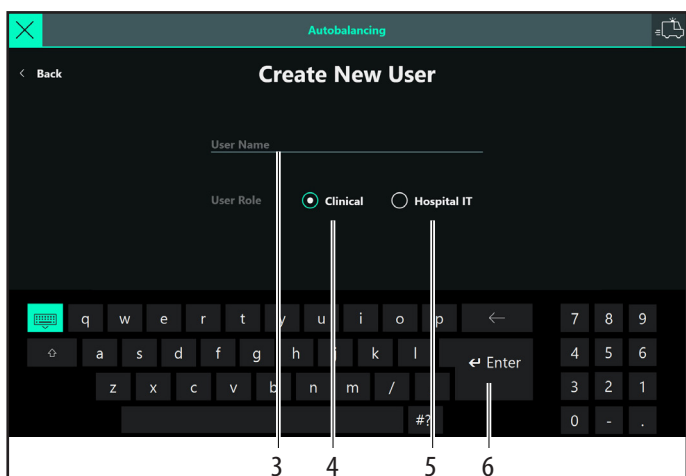 Autobalancing
< Back
Create New User
User Name
User Role Clinical Hospital IT
q w e r t y u i o p ← 7 8 9
a s d f g h j k l ↵ Enter 4 5 6
z x c v b n m / 3 2 1
#? 0 - .
3 4 5 6